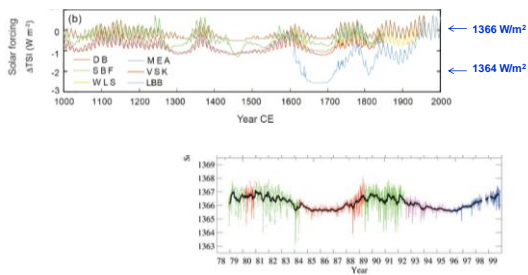 (b)
Solar forcing
ΔTSI (W m⁻²)
0
-1
-2
-3
DB MEA
SBF VSK
WLS LBB
1000 1100 1200 1300 1400 1500 1600 1700 1800 1900 2000
Year CE
1366 W/m²
1364 W/m²
1369
1368
1367
1366
1365
1364
1363
78 79 80 81 82 83 84 85 86 87 88 89 90 91 92 93 94 95 96 97 98 99
Year